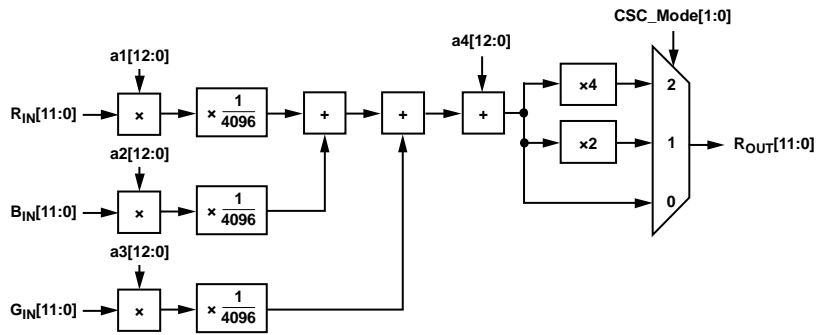 CSC_Mode[1:0]
a1[12:0]
a4[12:0]
R_IN[11:0]
×
× 1/4096
+
+
+
×4
2
a2[12:0]
×2
1
R_OUT[11:0]
B_IN[11:0]
×
× 1/4096
0
a3[12:0]
G_IN[11:0]
×
× 1/4096